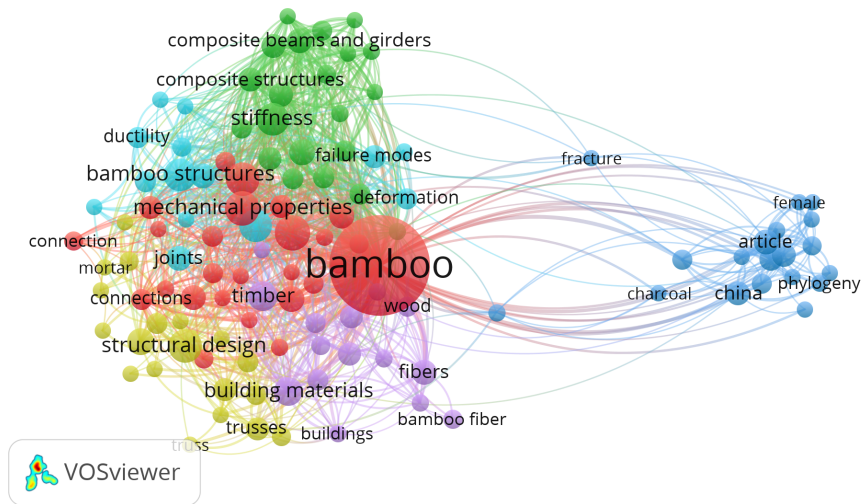 composite beams and girders
composite structures
stiffness
ductility
failure modes
fracture
bamboo structures
deformation
female
mechanical properties
connection
article
joints
bamboo
mortar
phylogeny
connections
timber
charcoal
china
wood
structural design
fibers
building materials
bamboo fiber
trusses
buildings
truss
VOSviewer